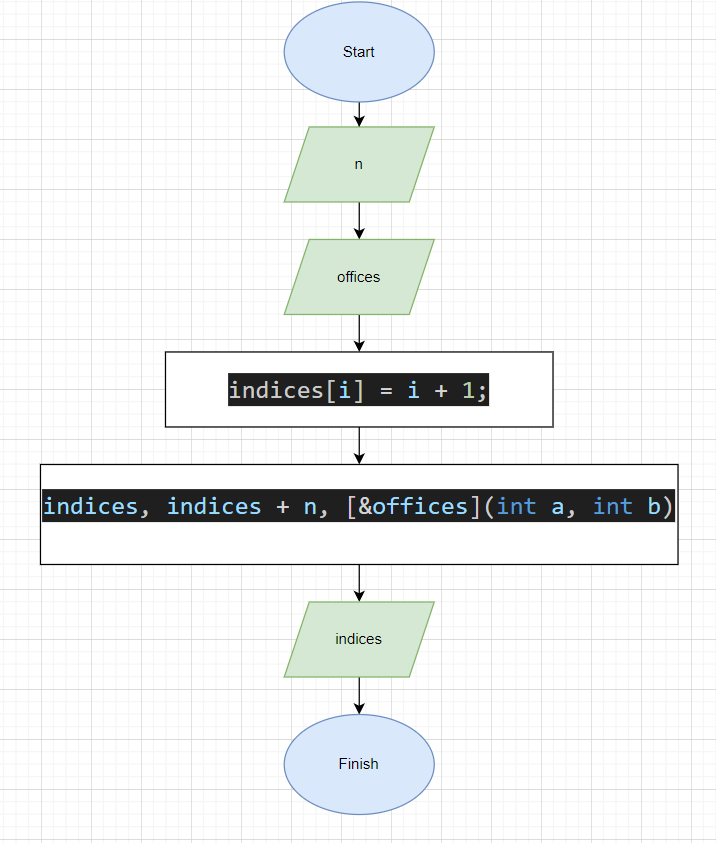 Start
n
offices
indices[i] = i + 1;
indices, indices + n, [&offices](int a, int b)
indices
Finish